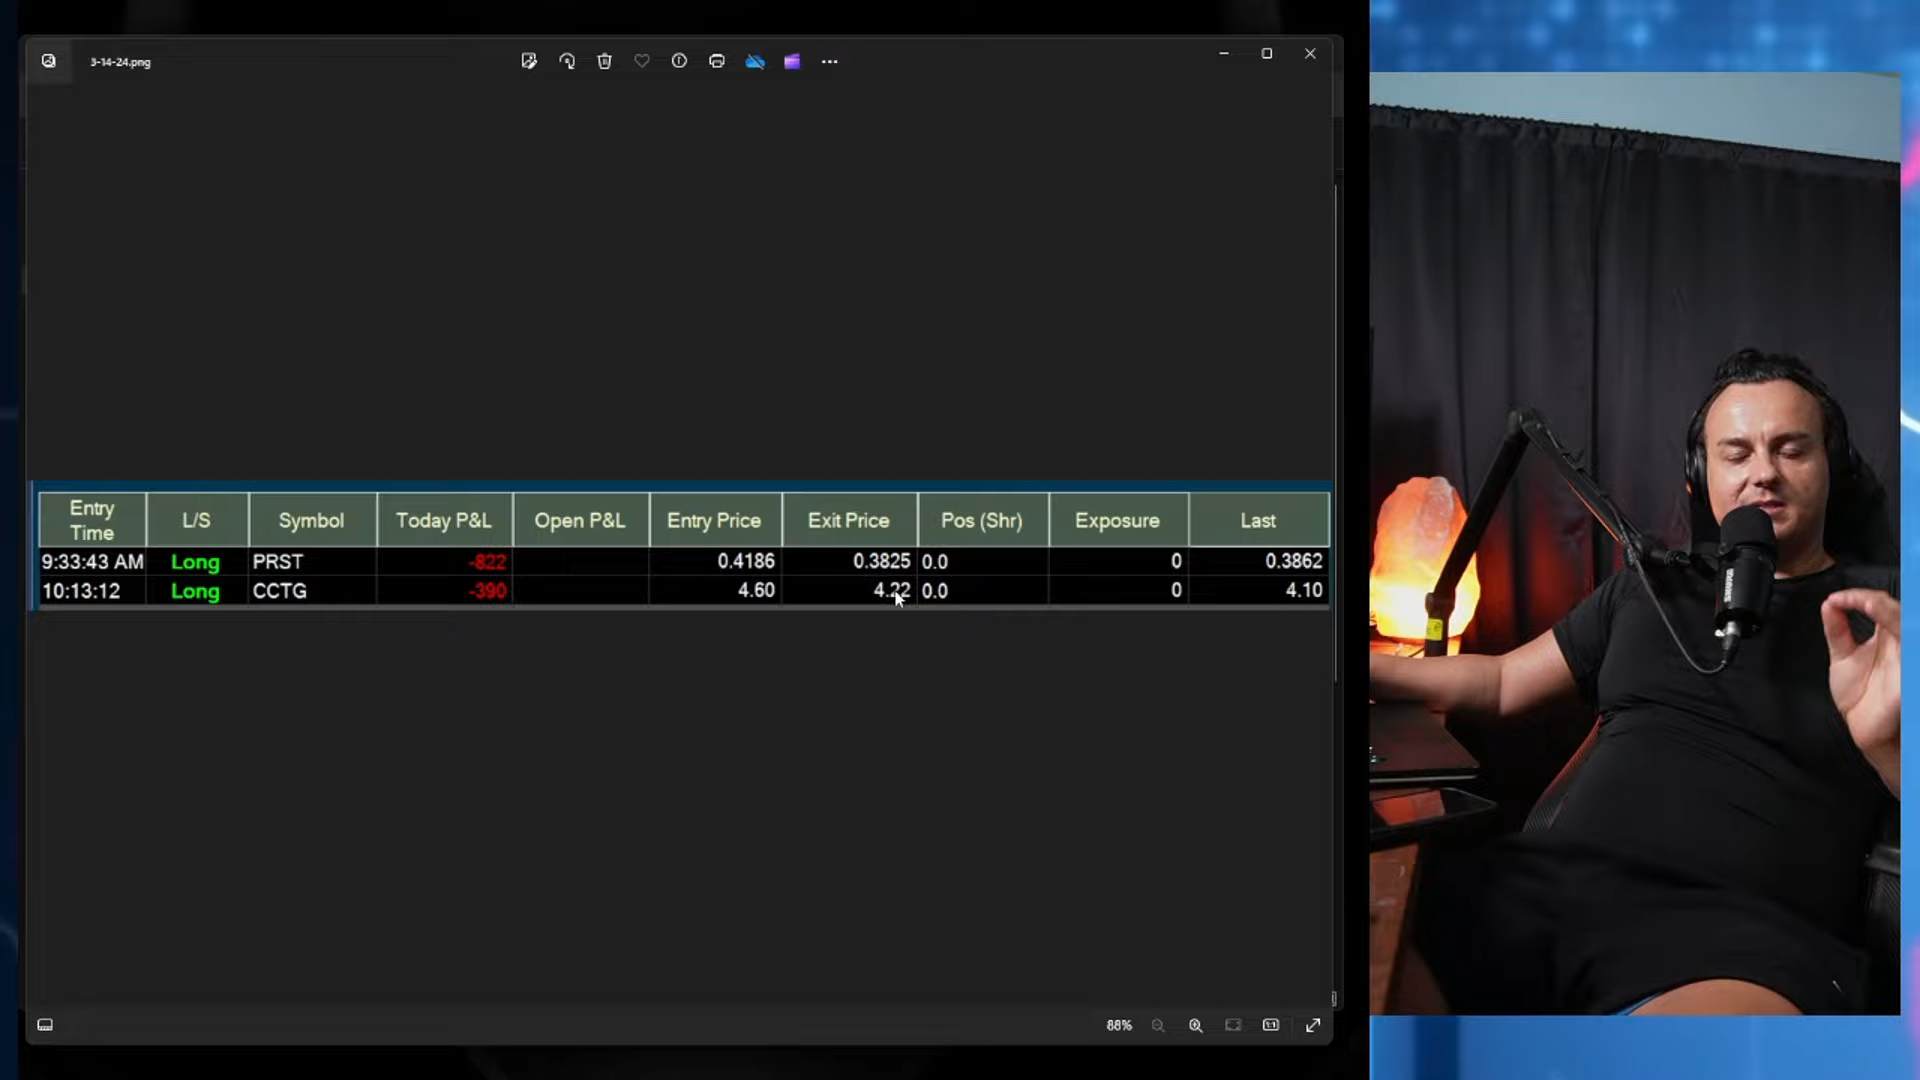 3-14-24.png
Entry Time L/S Symbol Today P&L Open P&L Entry Price Exit Price Pos (Shr) Exposure Last
9:33:43 AM Long PRST -822 0.4186 0.3825 0.0 0 0.3862
10:13:12 Long CCTG -390 4.60 4.22 0.0 0 4.10
88%
SHURE